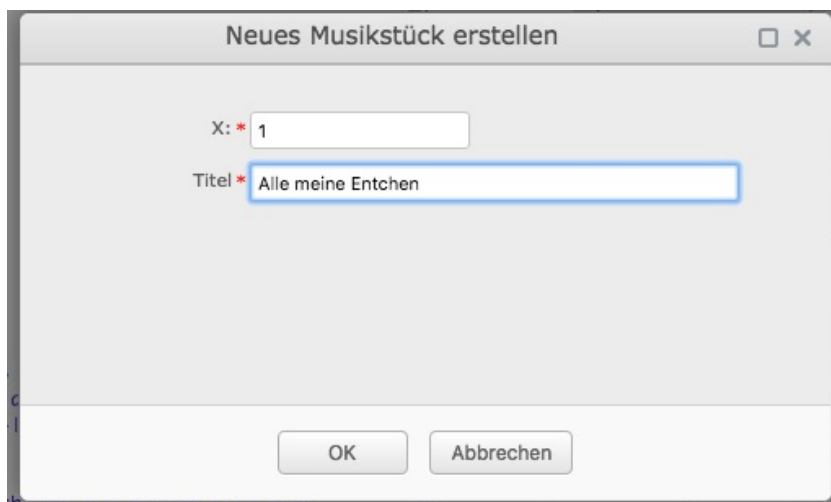 Neues Musikstück erstellen
X: * 1
Titel * Alle meine Entchen
OK Abbrechen